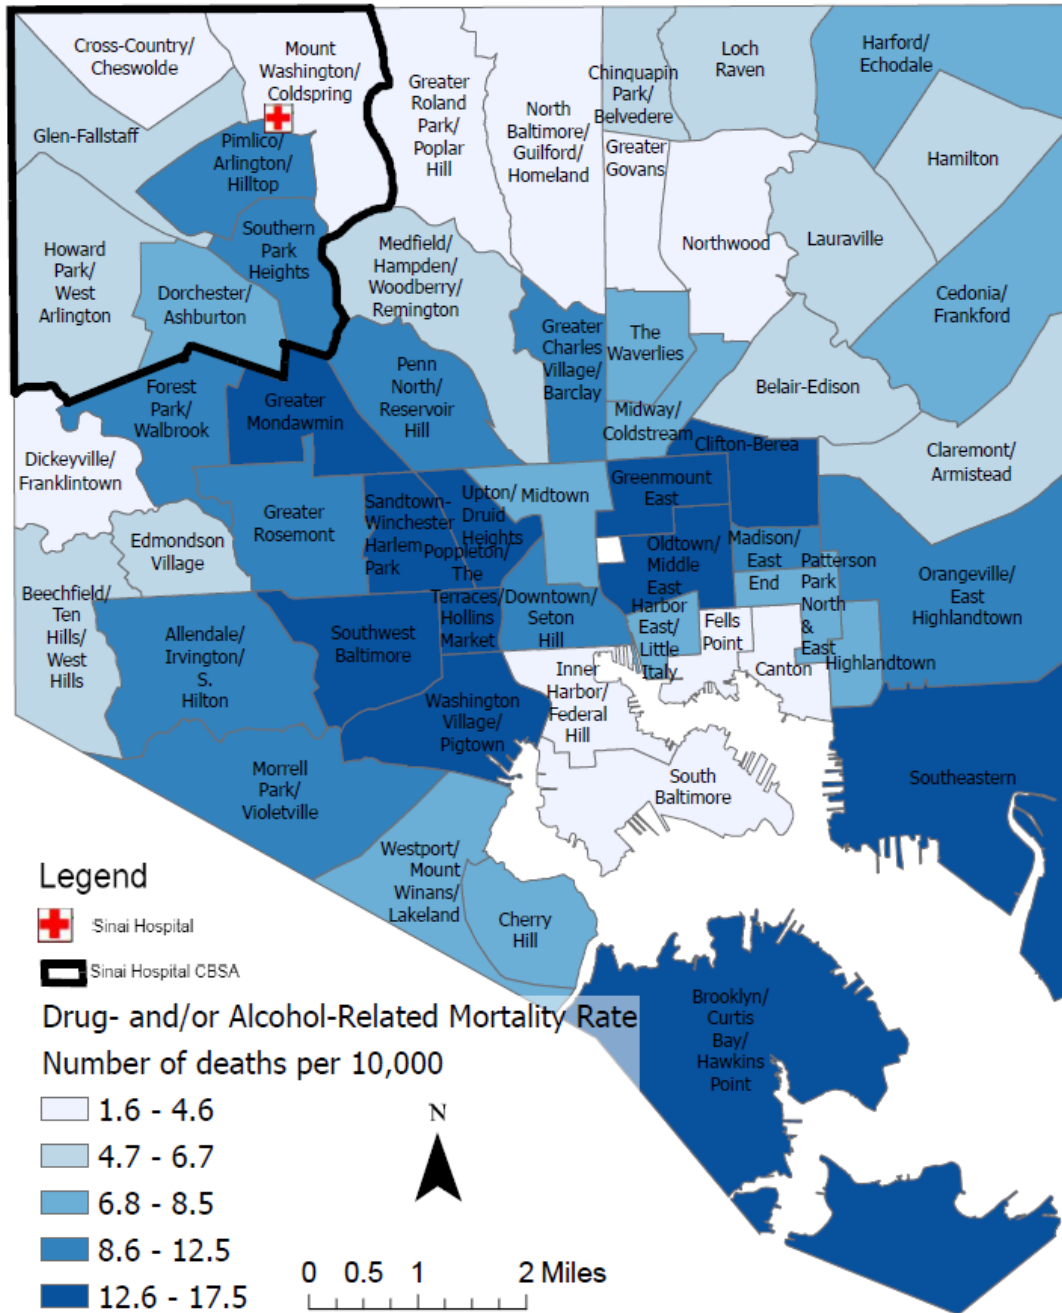 Cross-Country/
Cheswolde
Mount
Washington/
Coldspring
Glen-Fallstaff
Pimlico/
Arlington/
Hilltop
Southern
Park
Heights
Howard
Park/
West
Arlington
Dorchester/
Ashburton
Greater
Roland
Park/
Poplar
Hill
North
Baltimore/
Guilford/
Homeland
Chinquapin
Park/
Belvedere
Greater
Govans
Loch
Raven
Harford/
Echodale
Hamilton
Northwood
Lauraville
Cedonia/
Frankford
Medfield/
Hampden/
Woodberry/
Remington
Greater
Charles
Village/
Barclay
The
Waverlies
Belair-Edison
Forest
Park/
Walbrook
Greater
Mondawmin
Penn
North/
Reservoir
Hill
Midway/
Coldstream
Clifton-Berea
Claremont/
Armistead
Dickeyville/
Franklintown
Edmondson
Village
Greater
Rosemont
Sandtown-
Winchester
Harlem
Park
Upton/
Druid
Heights
Midtown
Greenmount
East
Oldtown/
Middle
East
Madison/
East
End
Patterson
Park
North
&
East
Orangeville/
East
Highlandtown
Beechfield/
Ten
Hills/
West
Hills
Allendale/
Irvington/
S.
Hilton
Southwest
Baltimore
Poppleton/
The
Terraces/
Hollins
Market
Downtown/
Seton
Hill
Harbor
East/
Little
Italy
Fells
Point
Canton
Highlandtown
Washington
Village/
Pigtown
Inner
Harbor/
Federal
Hill
South
Baltimore
Southeastern
Morrell
Park/
Violetville
Westport/
Mount
Winans/
Lakeland
Cherry
Hill
Brooklyn/
Curtis
Bay/
Hawkins
Point
Legend
Sinai Hospital
Sinai Hospital CBSA
Drug- and/or Alcohol-Related Mortality Rate
Number of deaths per 10,000
1.6 - 4.6
4.7 - 6.7
6.8 - 8.5
8.6 - 12.5
12.6 - 17.5
N
0 0.5 1 2 Miles